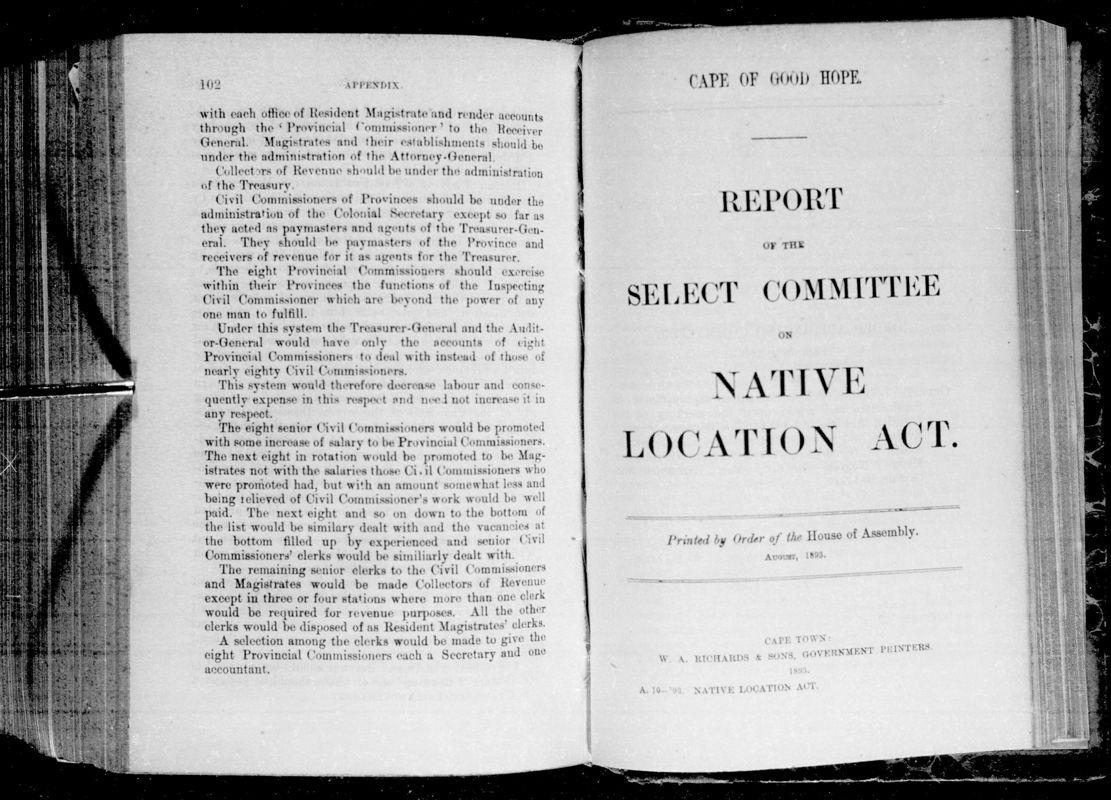 102
APPENDIX.
with each office of Resident Magistrate and render accounts
through the 'Provincial Commissioner' to the Receiver
General. Magistrates and their establishments should be
under the administration of the Attorney-General.
Collectors of Revenue should be under the administration
of the Treasury.
Civil Commissioners of Provinces should be under the
administration of the Colonial Secretary except so far as
they acted as paymasters and agents of the Treasurer-Gen-
eral. They should be paymasters of the Province and
receivers of revenue for it as agents for the Treasurer.
The eight Provincial Commissioners should exercise
within their Provinces the functions of the Inspecting
Civil Commissioner which are beyond the power of any
one man to fulfill.
Under this system the Treasurer-General and the Audit-
or-General would have only the accounts of eight
Provincial Commissioners to deal with instead of those of
nearly eighty Civil Commissioners.
This system would therefore decrease labour and conse-
quently expense in this respect and need not increase it in
any respect.
The eight senior Civil Commissioners would be promoted
with some increase of salary to be Provincial Commissioners.
The next eight in rotation would be promoted to be Mag-
istrates not with the salaries those Civil Commissioners who
were promoted had, but with an amount somewhat less and
being relieved of Civil Commissioner's work would be well
paid. The next eight and so on down to the bottom of
the list would be similary dealt with and the vacancies at
the bottom filled up by experienced and senior Civil
Commissioners' clerks would be similiarly dealt with.
The remaining senior clerks to the Civil Commissioners
and Magistrates would be made Collectors of Revenue
except in three or four stations where more than one clerk
would be required for revenue purposes. All the other
clerks would be disposed of as Resident Magistrates' clerks.
A selection among the clerks would be made to give the
eight Provincial Commissioners each a Secretary and one
accountant.
CAPE OF GOOD HOPE.
REPORT
OF THE
SELECT COMMITTEE
ON
NATIVE
LOCATION ACT.
Printed by Order of the House of Assembly.
AUGUST, 1893.
CAPE TOWN:
W. A. RICHARDS & SONS, GOVERNMENT PRINTERS.
1893.
A. 10—'93. NATIVE LOCATION ACT.